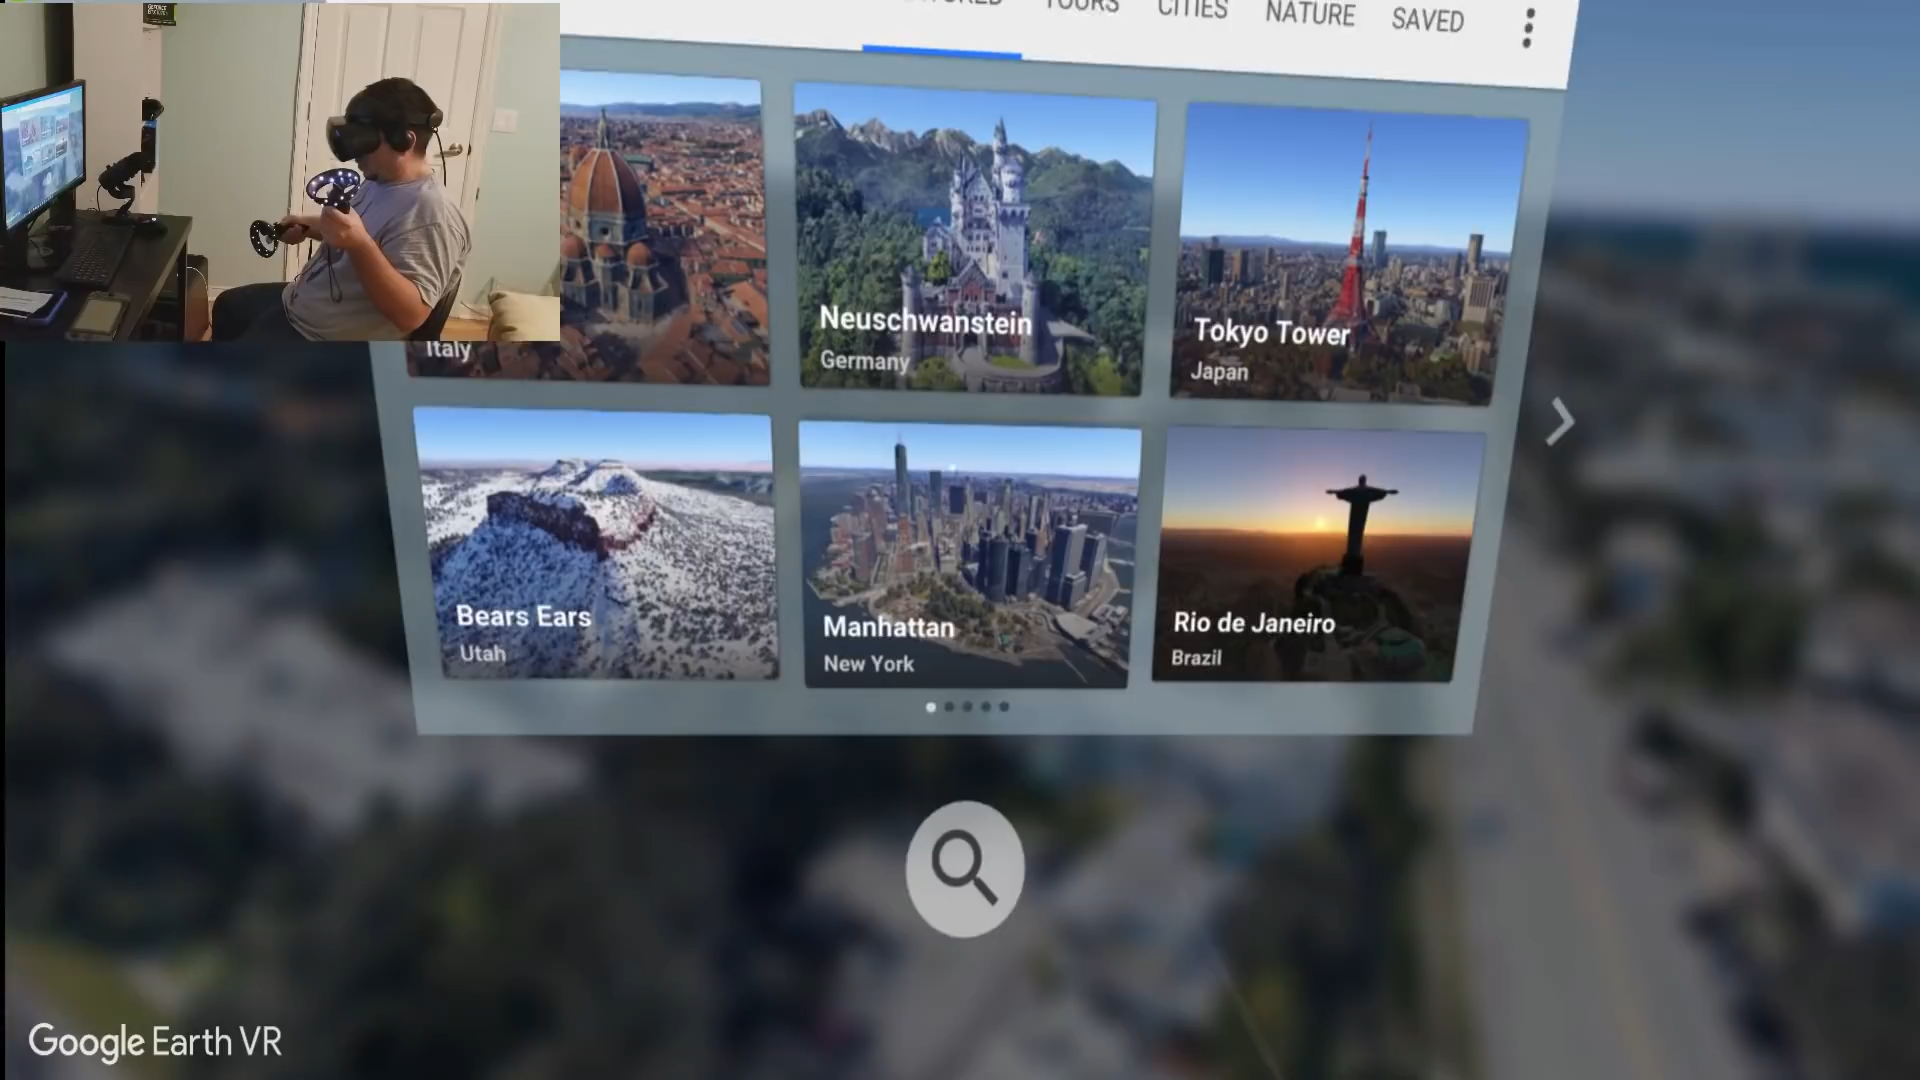 TOURS
CITIES
NATURE
SAVED
Italy
Neuschwanstein
Germany
Tokyo Tower
Japan
Bears Ears
Utah
Manhattan
New York
Rio de Janeiro
Brazil
Google Earth VR